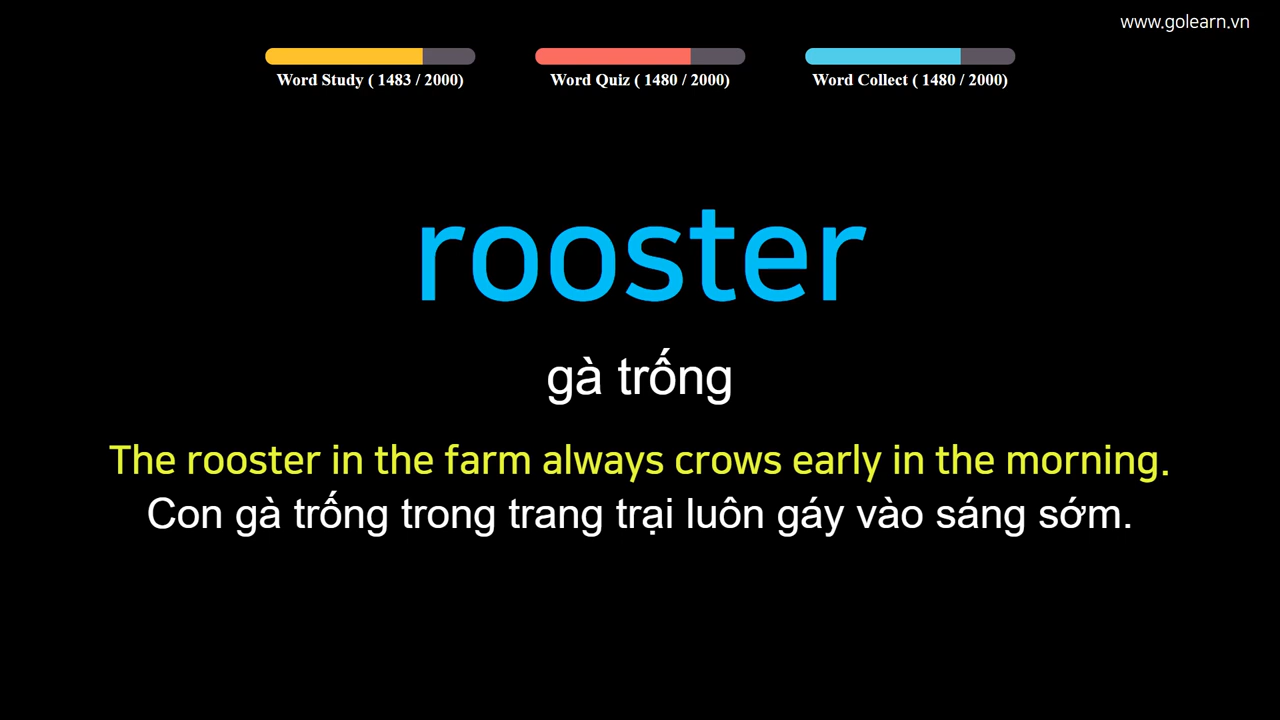 www.golearn.vn
Word Study ( 1483 / 2000)
Word Quiz ( 1480 / 2000)
Word Collect ( 1480 / 2000)
rooster
gà trống
The rooster in the farm always crows early in the morning.
Con gà trống trong trang trại luôn gáy vào sáng sớm.